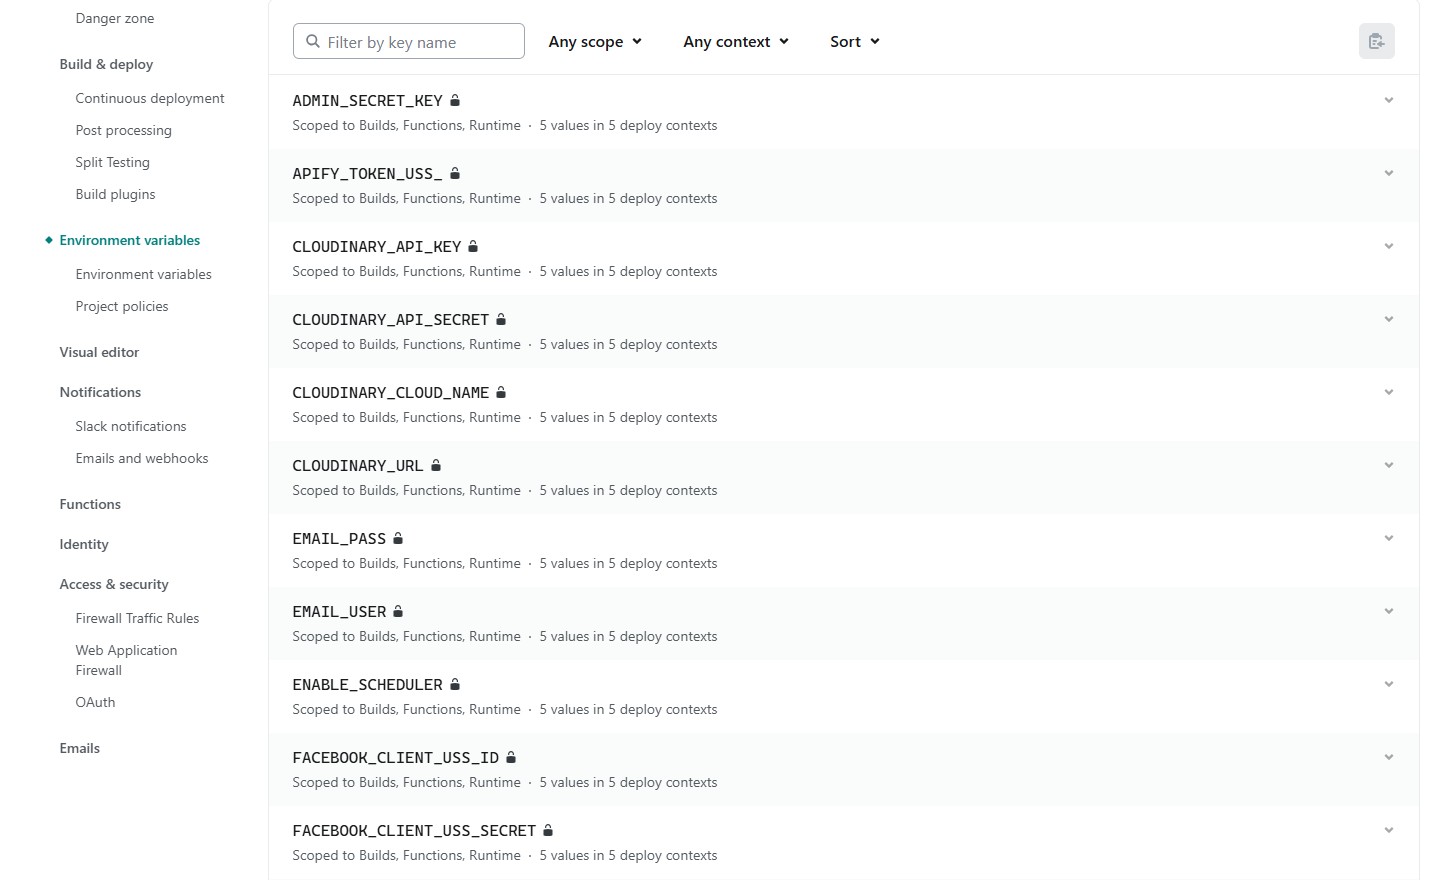 Danger zone
Build & deploy
Continuous deployment
Post processing
Split Testing
Build plugins
Environment variables
Environment variables
Project policies
Visual editor
Notifications
Slack notifications
Emails and webhooks
Functions
Identity
Access & security
Firewall Traffic Rules
Web Application
Firewall
OAuth
Emails
Filter by key name Any scope Any context Sort
ADMIN_SECRET_KEY
Scoped to Builds, Functions, Runtime · 5 values in 5 deploy contexts
APIFY_TOKEN_USS_
Scoped to Builds, Functions, Runtime · 5 values in 5 deploy contexts
CLOUDINARY_API_KEY
Scoped to Builds, Functions, Runtime · 5 values in 5 deploy contexts
CLOUDINARY_API_SECRET
Scoped to Builds, Functions, Runtime · 5 values in 5 deploy contexts
CLOUDINARY_CLOUD_NAME
Scoped to Builds, Functions, Runtime · 5 values in 5 deploy contexts
CLOUDINARY_URL
Scoped to Builds, Functions, Runtime · 5 values in 5 deploy contexts
EMAIL_PASS
Scoped to Builds, Functions, Runtime · 5 values in 5 deploy contexts
EMAIL_USER
Scoped to Builds, Functions, Runtime · 5 values in 5 deploy contexts
ENABLE_SCHEDULER
Scoped to Builds, Functions, Runtime · 5 values in 5 deploy contexts
FACEBOOK_CLIENT_USS_ID
Scoped to Builds, Functions, Runtime · 5 values in 5 deploy contexts
FACEBOOK_CLIENT_USS_SECRET
Scoped to Builds, Functions, Runtime · 5 values in 5 deploy contexts